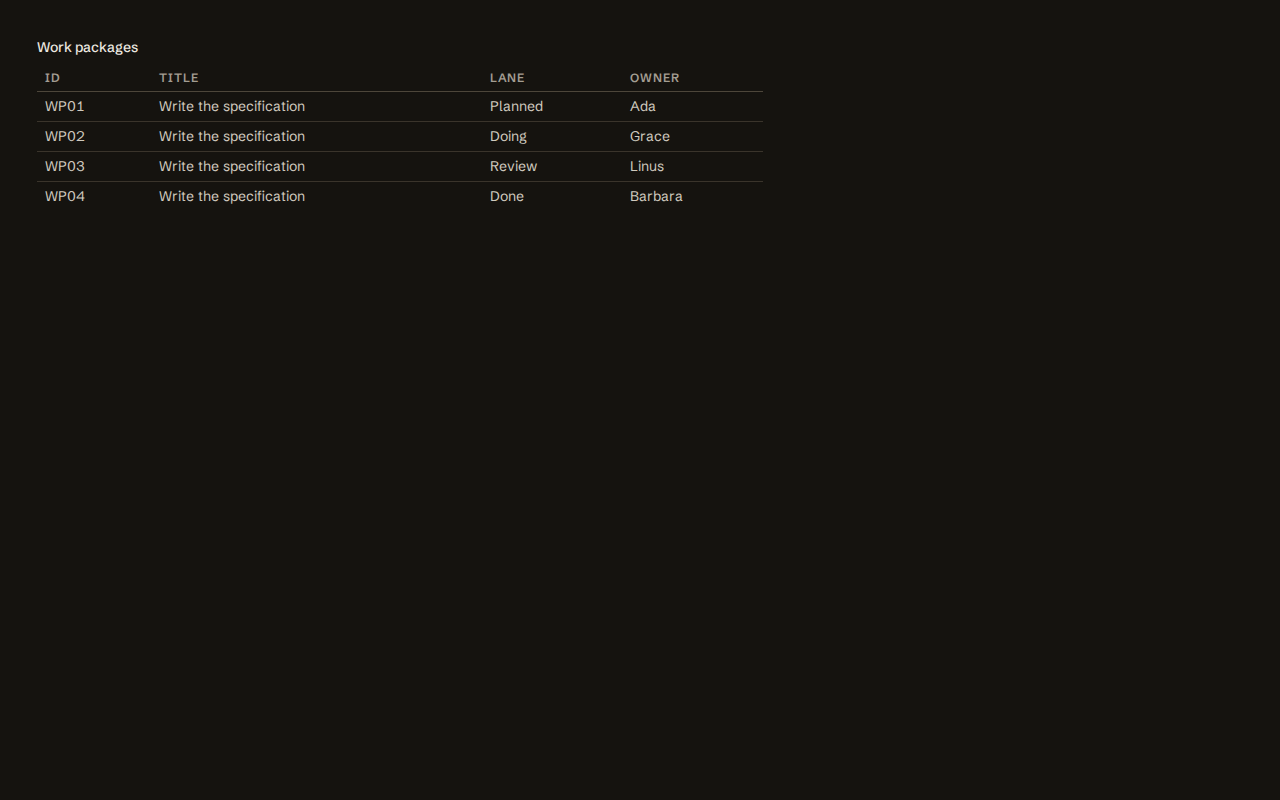 Work packages
ID TITLE LANE OWNER
WP01 Write the specification Planned Ada
WP02 Write the specification Doing Grace
WP03 Write the specification Review Linus
WP04 Write the specification Done Barbara